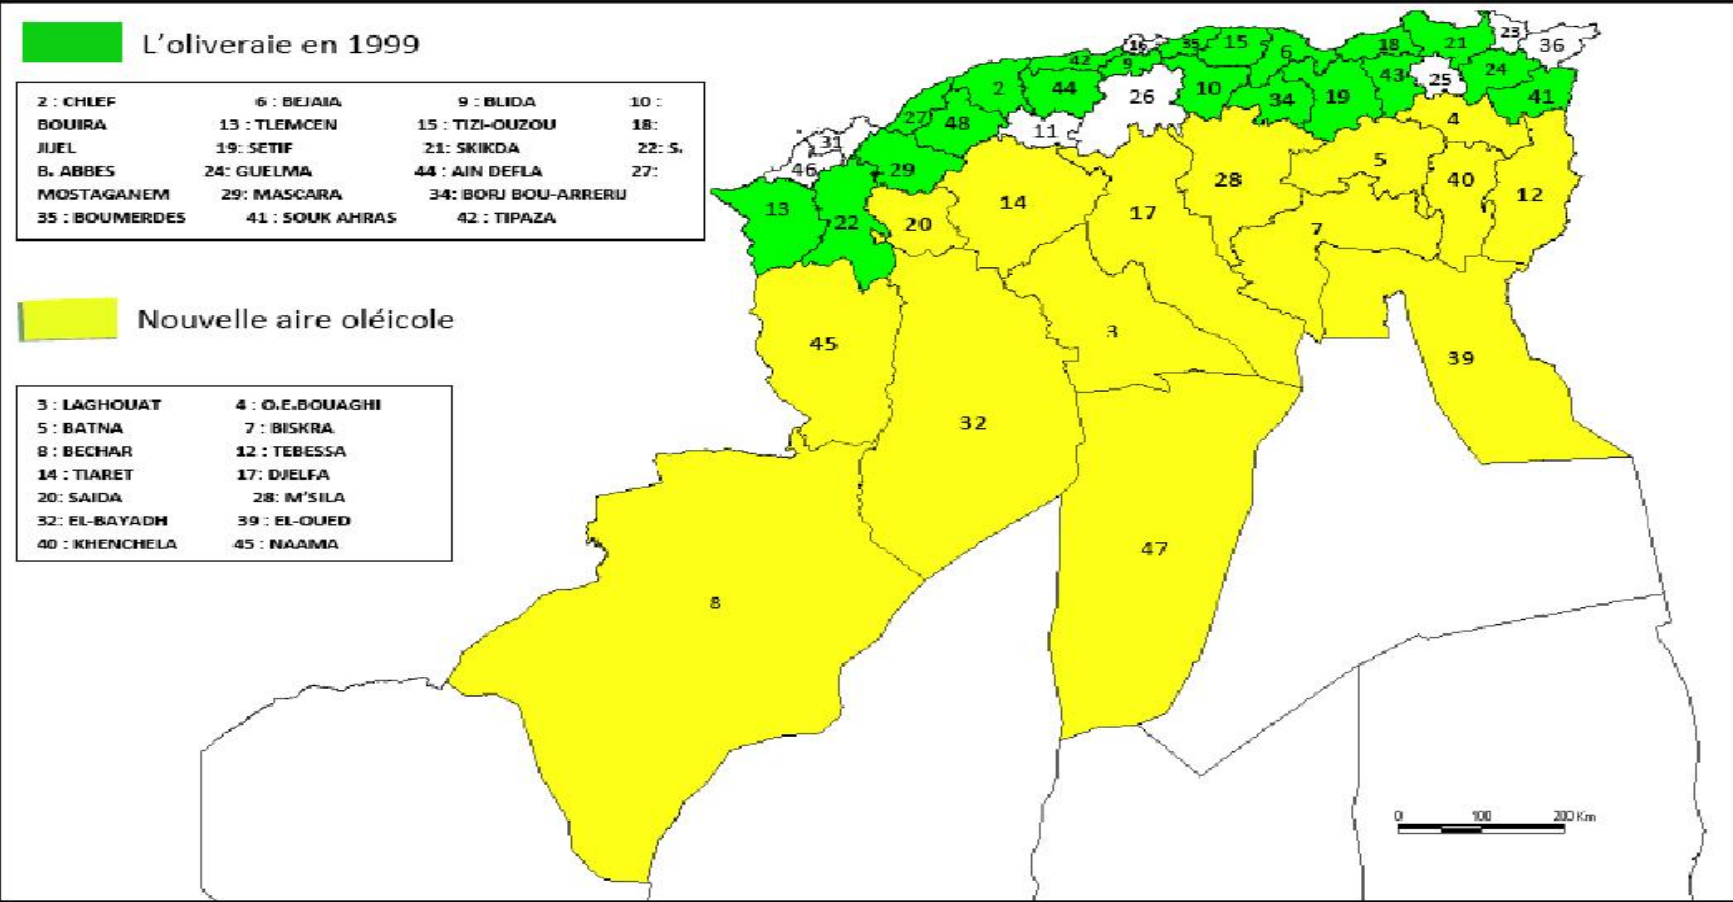 L'oliveraie en 1999
2 : CHLEF 6 : BEJAIA 9 : BLIDA 10 :
BOUIRA 13 : TLEMCEN 15 : TIZI-OUZOU 18:
JIJEL 19: SETIF 21: SKIKDA 22: S.
B. ABBES 24: GUELMA 44 : AIN DEFLA 27:
MOSTAGANEM 29: MASCARA 34: BORJ BOU-ARRERIJ
35 : BOUMERDES 41 : SOUK AHRAS 42 : TIPAZA
Nouvelle aire oléicole
3 : LAGHOUAT 4 : O.E.BOUAGHI
5 : BATNA 7 : BISKRA
8 : BECHAR 12 : TEBESSA
14 : TIARET 17: DJELFA
20: SAIDA 28: M'SILA
32: EL-BAYADH 39 : EL-OUED
40 : KHENCHELA 45 : NAAMA
23
16 35 15 6 18 21 36
42 9 43 25 24
2 44 26 10 34 19 41
27 48 11 4
31 5
46 29 28 40 12
13 22 20 14 17 7
45 3 39
32
47
8
0 100 200 Km